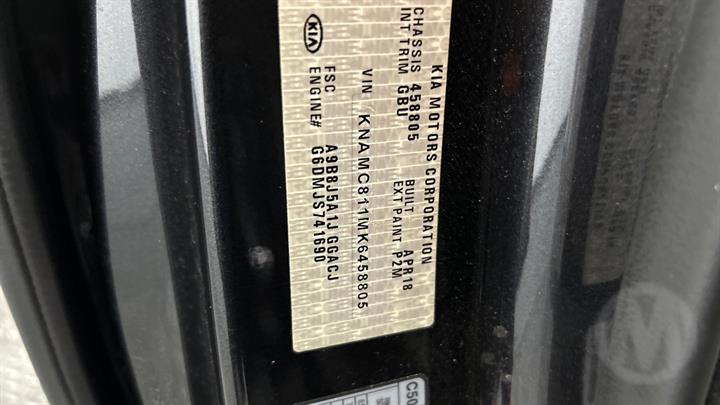 KIA MOTORS CORPORATION
CHASSIS 458805 BUILT APR18
INT TRIM GBU EXT PAINT P2M
VIN KNAMC811MK6458805
FSC A9B8J5A1J GGACJ
ENGINE# G6DMJS741690
KIA
C50
M